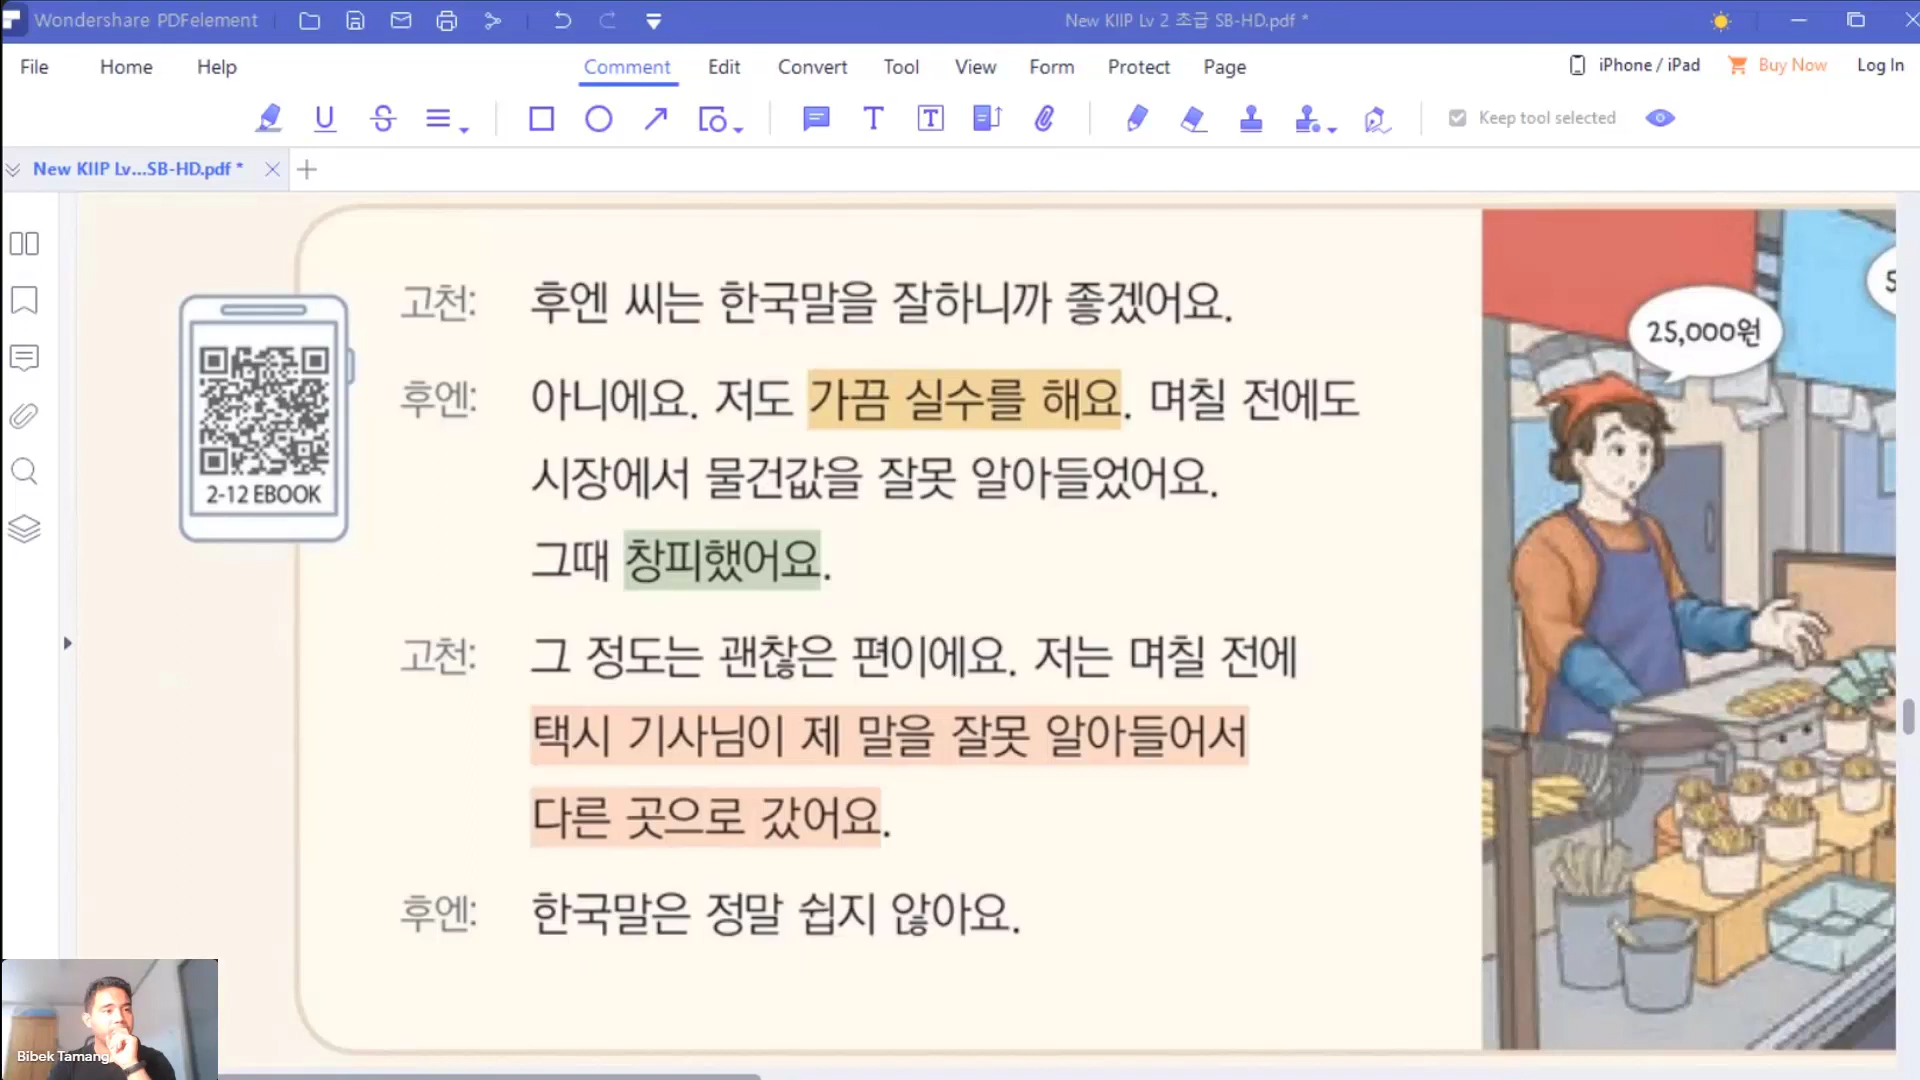 Wondershare PDFelement
New KIIP Lv 2 초급 SB-HD.pdf *
File Home Help Comment Edit Convert Tool View Form Protect Page iPhone / iPad Buy Now Log In
Keep tool selected
New KIIP Lv...SB-HD.pdf *
고천: 후엔 씨는 한국말을 잘하니까 좋겠어요.
후엔: 아니에요. 저도 가끔 실수를 해요. 며칠 전에도
시장에서 물건값을 잘못 알아들었어요.
그때 창피했어요.
고천: 그 정도는 괜찮은 편이에요. 저는 며칠 전에
택시 기사님이 제 말을 잘못 알아들어서
다른 곳으로 갔어요.
후엔: 한국말은 정말 쉽지 않아요.
2-12 EBOOK
25,000원
5
Bibek Tamang